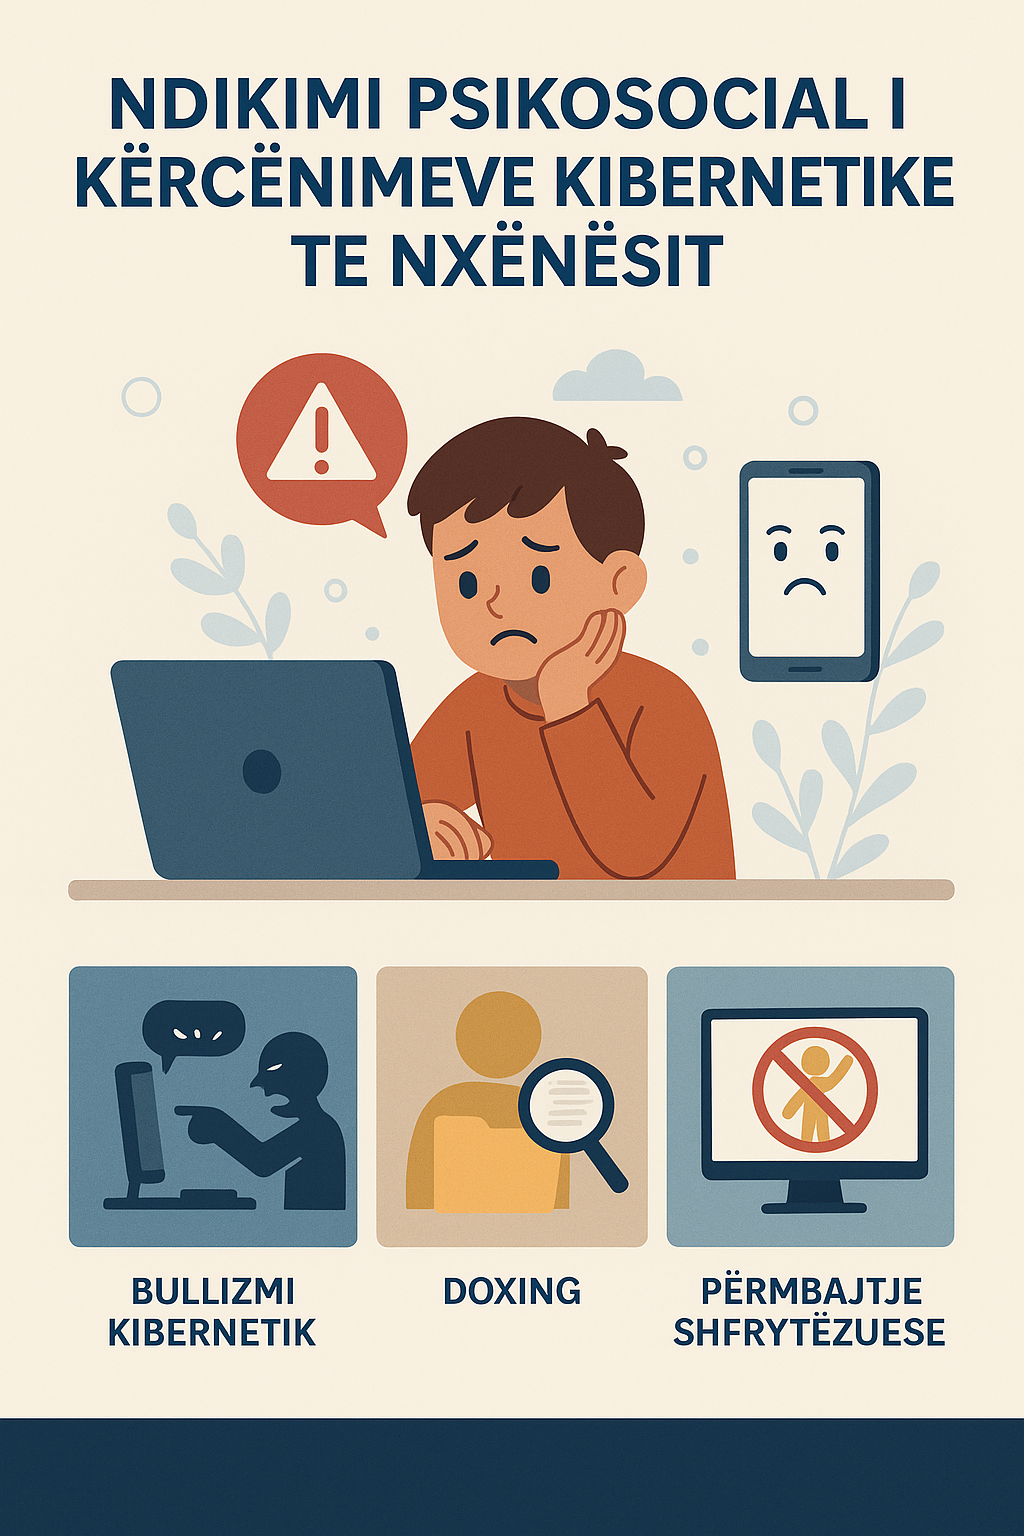 NDIKIMI PSIKOSOCIAL I
KËRCËNIMEVE KIBERNETIKE
TE NXËNËSIT
BULLIZMI
KIBERNETIK
DOXING
PËRMBAJTJE
SHFRYTËZUESE